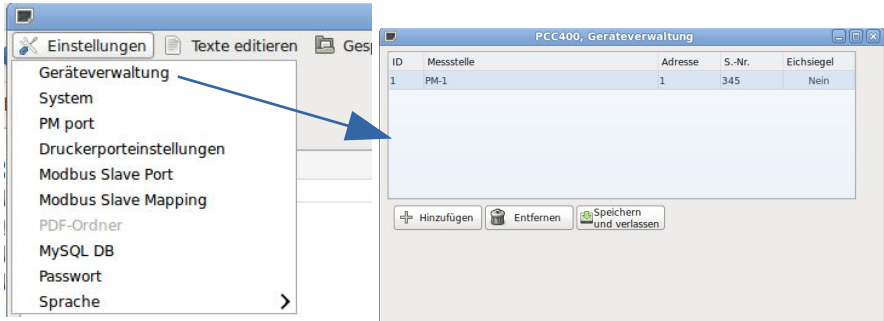 Einstellungen Texte editieren
Geräteverwaltung
System
PM port
Druckerporteinstellungen
Modbus Slave Port
Modbus Slave Mapping
PDF-Ordner
MySQL DB
Passwort
Sprache
PCC400, Geräteverwaltung
ID Messstelle Adresse S.-Nr. Eichsiegel
1 PM-1 1 345 Nein
Hinzufügen Entfernen Speichern
und verlassen